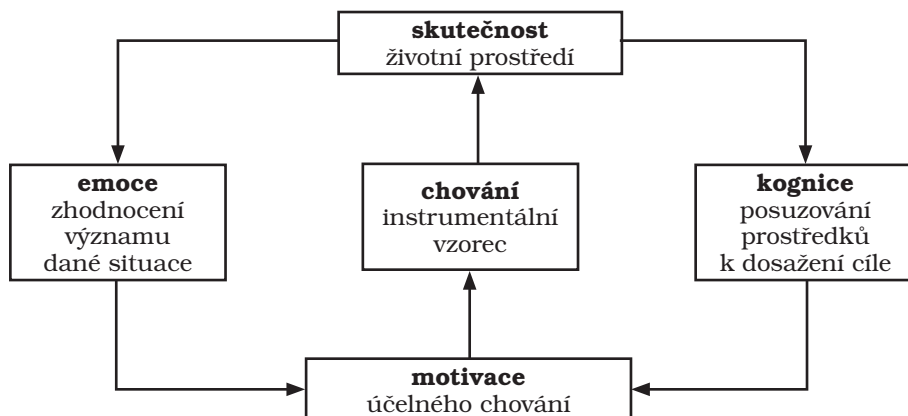 skutečnost
životní prostředí
emoce
zhodnocení
významu
dané situace
chování
instrumentální
vzorec
kognice
posuzování
prostředků
k dosažení cíle
motivace
účelného chování